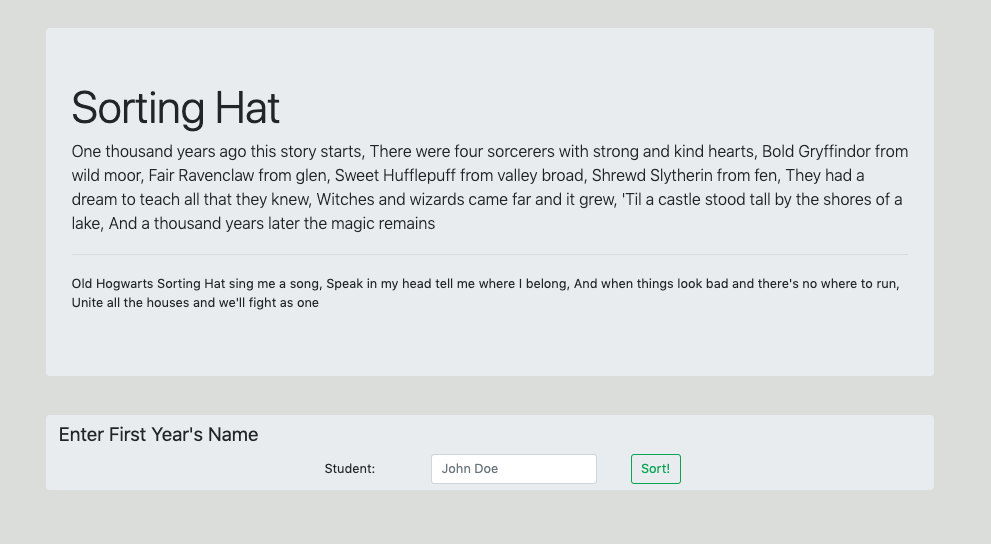 Sorting Hat
One thousand years ago this story starts, There were four sorcerers with strong and kind hearts, Bold Gryffindor from
wild moor, Fair Ravenclaw from glen, Sweet Hufflepuff from valley broad, Shrewd Slytherin from fen, They had a
dream to teach all that they knew, Witches and wizards came far and it grew, 'Til a castle stood tall by the shores of a
lake, And a thousand years later the magic remains
Old Hogwarts Sorting Hat sing me a song, Speak in my head tell me where I belong, And when things look bad and there's no where to run,
Unite all the houses and we'll fight as one
Enter First Year's Name
Student: John Doe Sort!